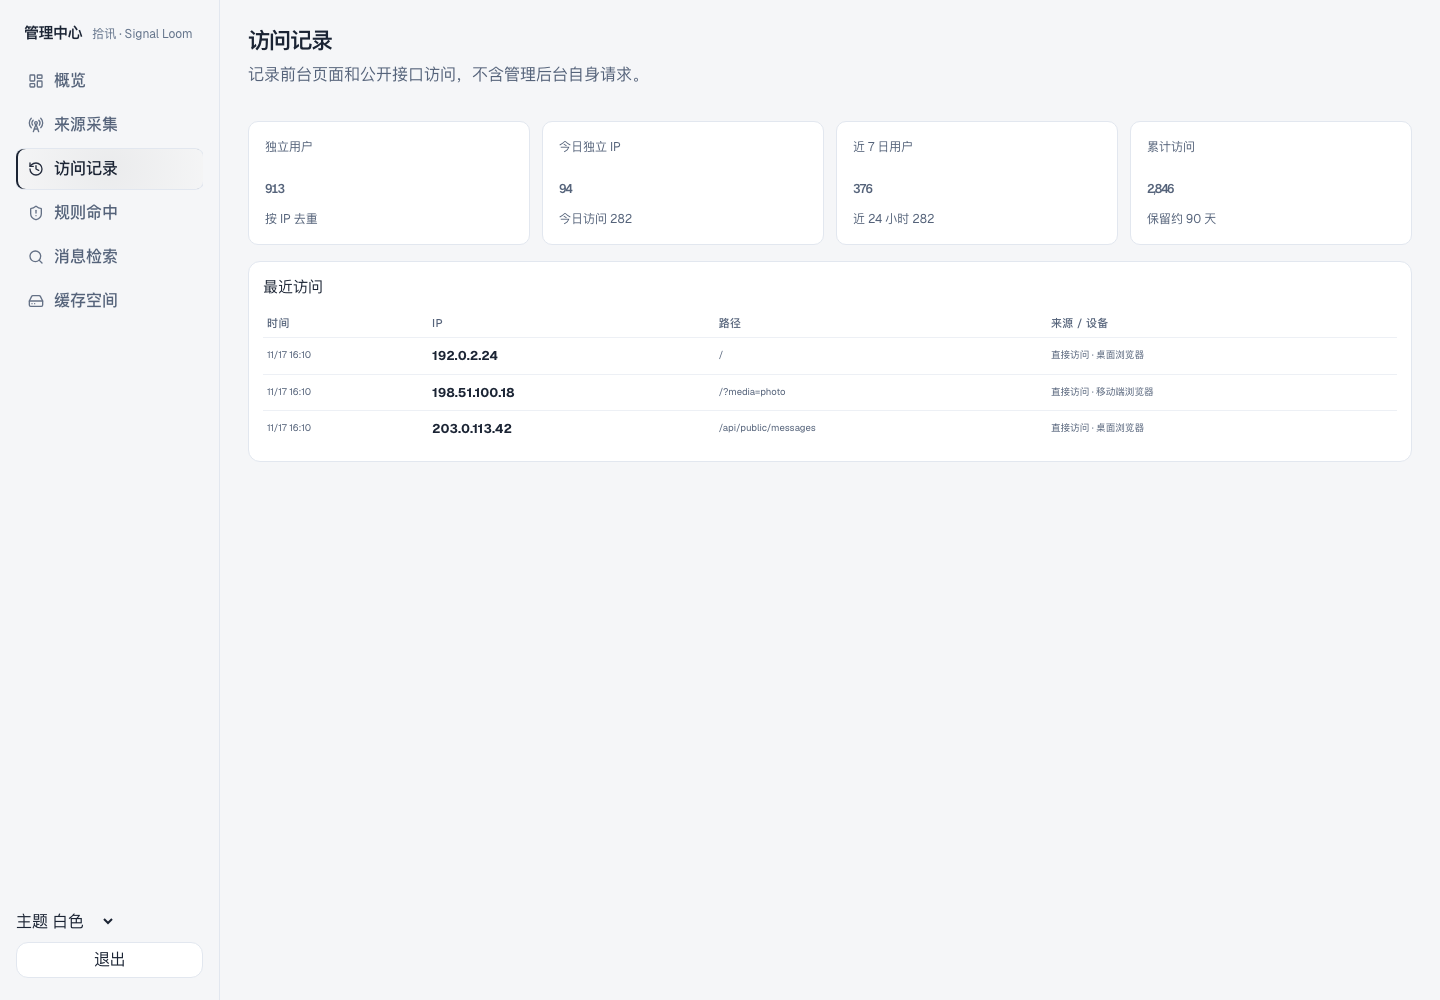 管理中心 拾讯 · Signal Loom
概览
来源采集
访问记录
规则命中
消息检索
缓存空间
主题 白色
退出
访问记录
记录前台页面和公开接口访问，不含管理后台自身请求。
独立用户
913
按 IP 去重
今日独立 IP
94
今日访问 282
近 7 日用户
376
近 24 小时 282
累计访问
2,846
保留约 90 天
最近访问
时间 IP 路径 来源 / 设备
11/17 16:10 192.0.2.24 / 直接访问 · 桌面浏览器
11/17 16:10 198.51.100.18 /?media=photo 直接访问 · 移动端浏览器
11/17 16:10 203.0.113.42 /api/public/messages 直接访问 · 桌面浏览器